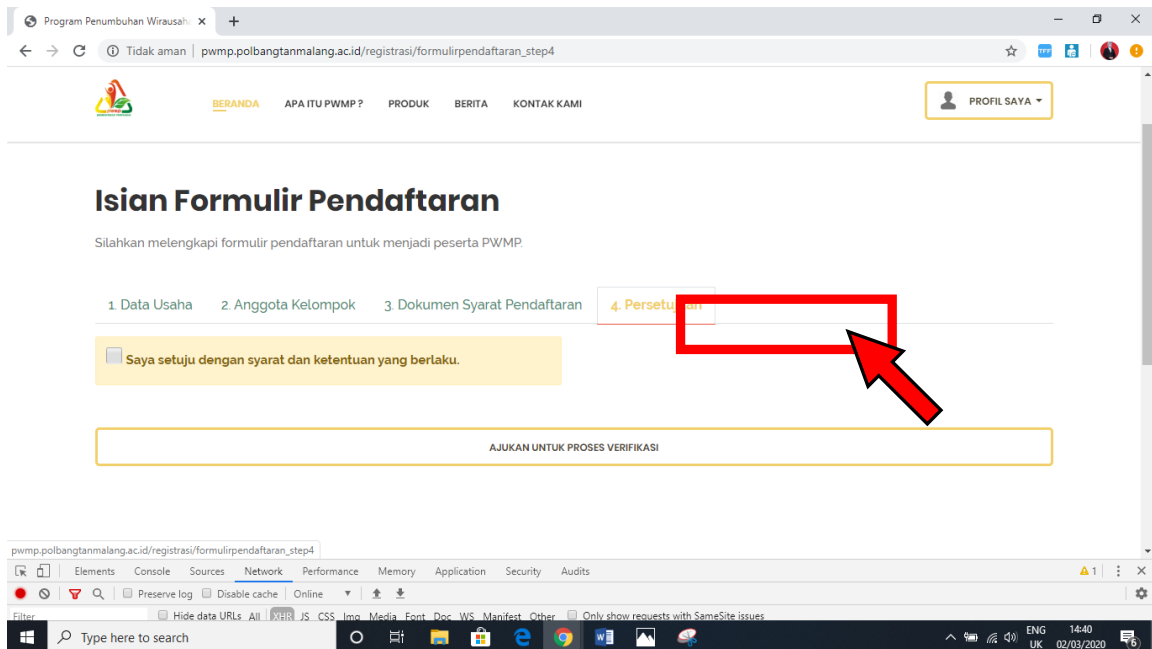 Program Penumbuhan Wirausah
Tidak aman | pwmp.polbangtanmalang.ac.id/registrasi/formulirpendaftaran_step4
TFF
BERANDA APA ITU PWMP ? PRODUK BERITA KONTAK KAMI PROFIL SAYA
Isian Formulir Pendaftaran
Silahkan melengkapi formulir pendaftaran untuk menjadi peserta PWMP.
1. Data Usaha 2. Anggota Kelompok 3. Dokumen Syarat Pendaftaran 4. Persetujuan
Saya setuju dengan syarat dan ketentuan yang berlaku.
AJUKAN UNTUK PROSES VERIFIKASI
pwmp.polbangtanmalang.ac.id/registrasi/formulirpendaftaran_step4
Elements Console Sources Network Performance Memory Application Security Audits 1
Preserve log Disable cache Online
Filter Hide data URLs All XHR JS CSS Img Media Font Doc WS Manifest Other Only show requests with SameSite issues
Type here to search ENG 14:40
UK 02/03/2020 6